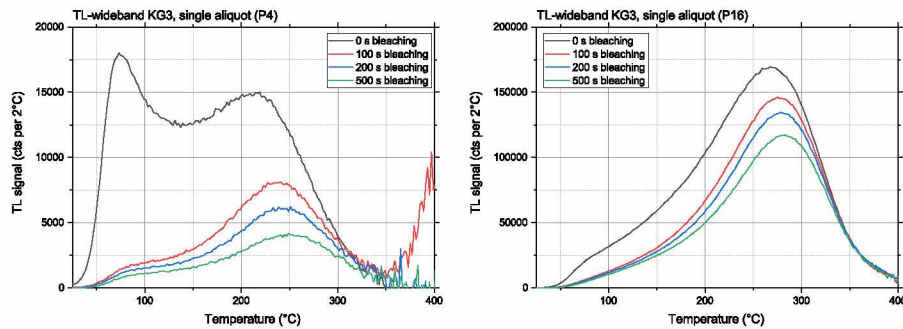 TL-wideband KG3, single aliquot (P4)
0 s bleaching
100 s bleaching
200 s bleaching
500 s bleaching
20000
15000
10000
5000
0
TL signal (cts per 2°C)
100
200
300
400
Temperature (°C)
TL-wideband KG3, single aliquot (P16)
0 s bleaching
100 s bleaching
200 s bleaching
500 s bleaching
200000
150000
100000
50000
0
TL signal (cts per 2°C)
100
200
300
400
Temperature (°C)